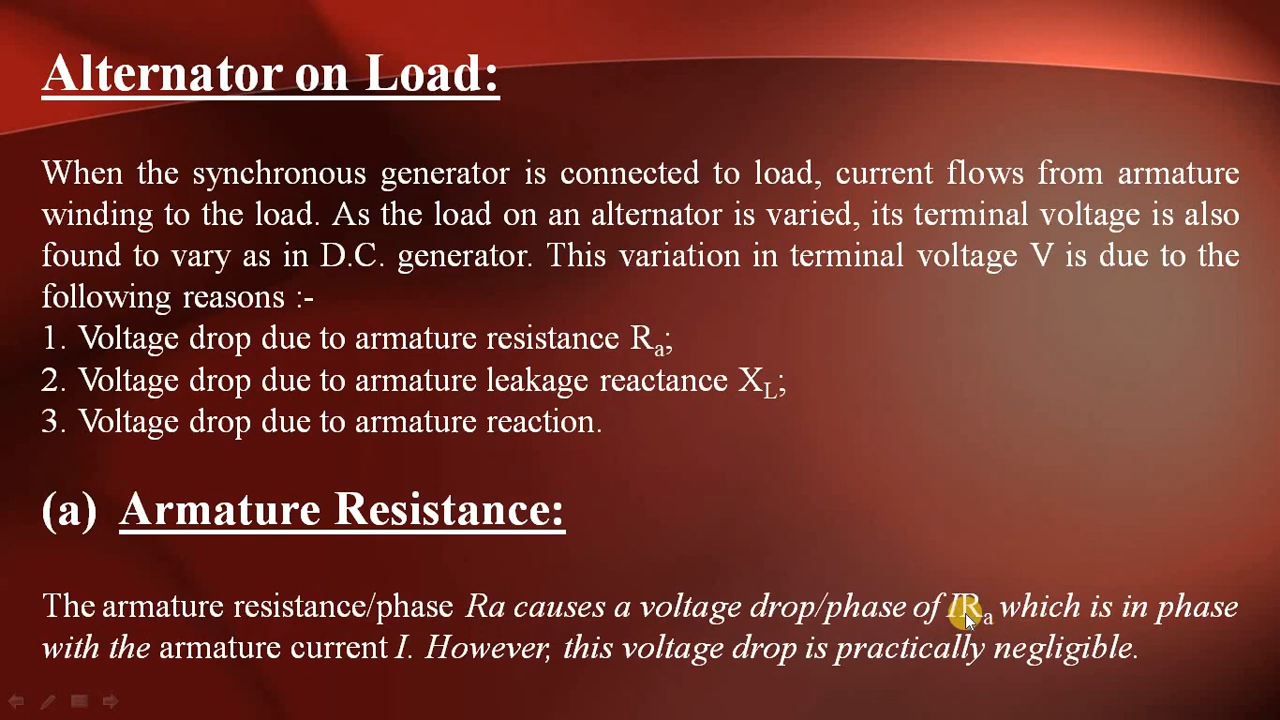 Alternator on Load:
When the synchronous generator is connected to load, current flows from armature
winding to the load. As the load on an alternator is varied, its terminal voltage is also
found to vary as in D.C. generator. This variation in terminal voltage V is due to the
following reasons :-
1. Voltage drop due to armature resistance Ra;
2. Voltage drop due to armature leakage reactance XL;
3. Voltage drop due to armature reaction.
(a) Armature Resistance:
The armature resistance/phase Ra causes a voltage drop/phase of IRa which is in phase
with the armature current I. However, this voltage drop is practically negligible.